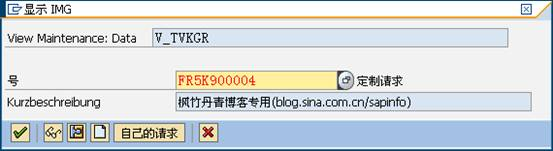 显示 IMG
View Maintenance: Data V_TVKGR
号 FR5K900004 定制请求
Kurzbeschreibung 枫竹丹青博客专用(blog.sina.com.cn/sapinfo)
自己的请求